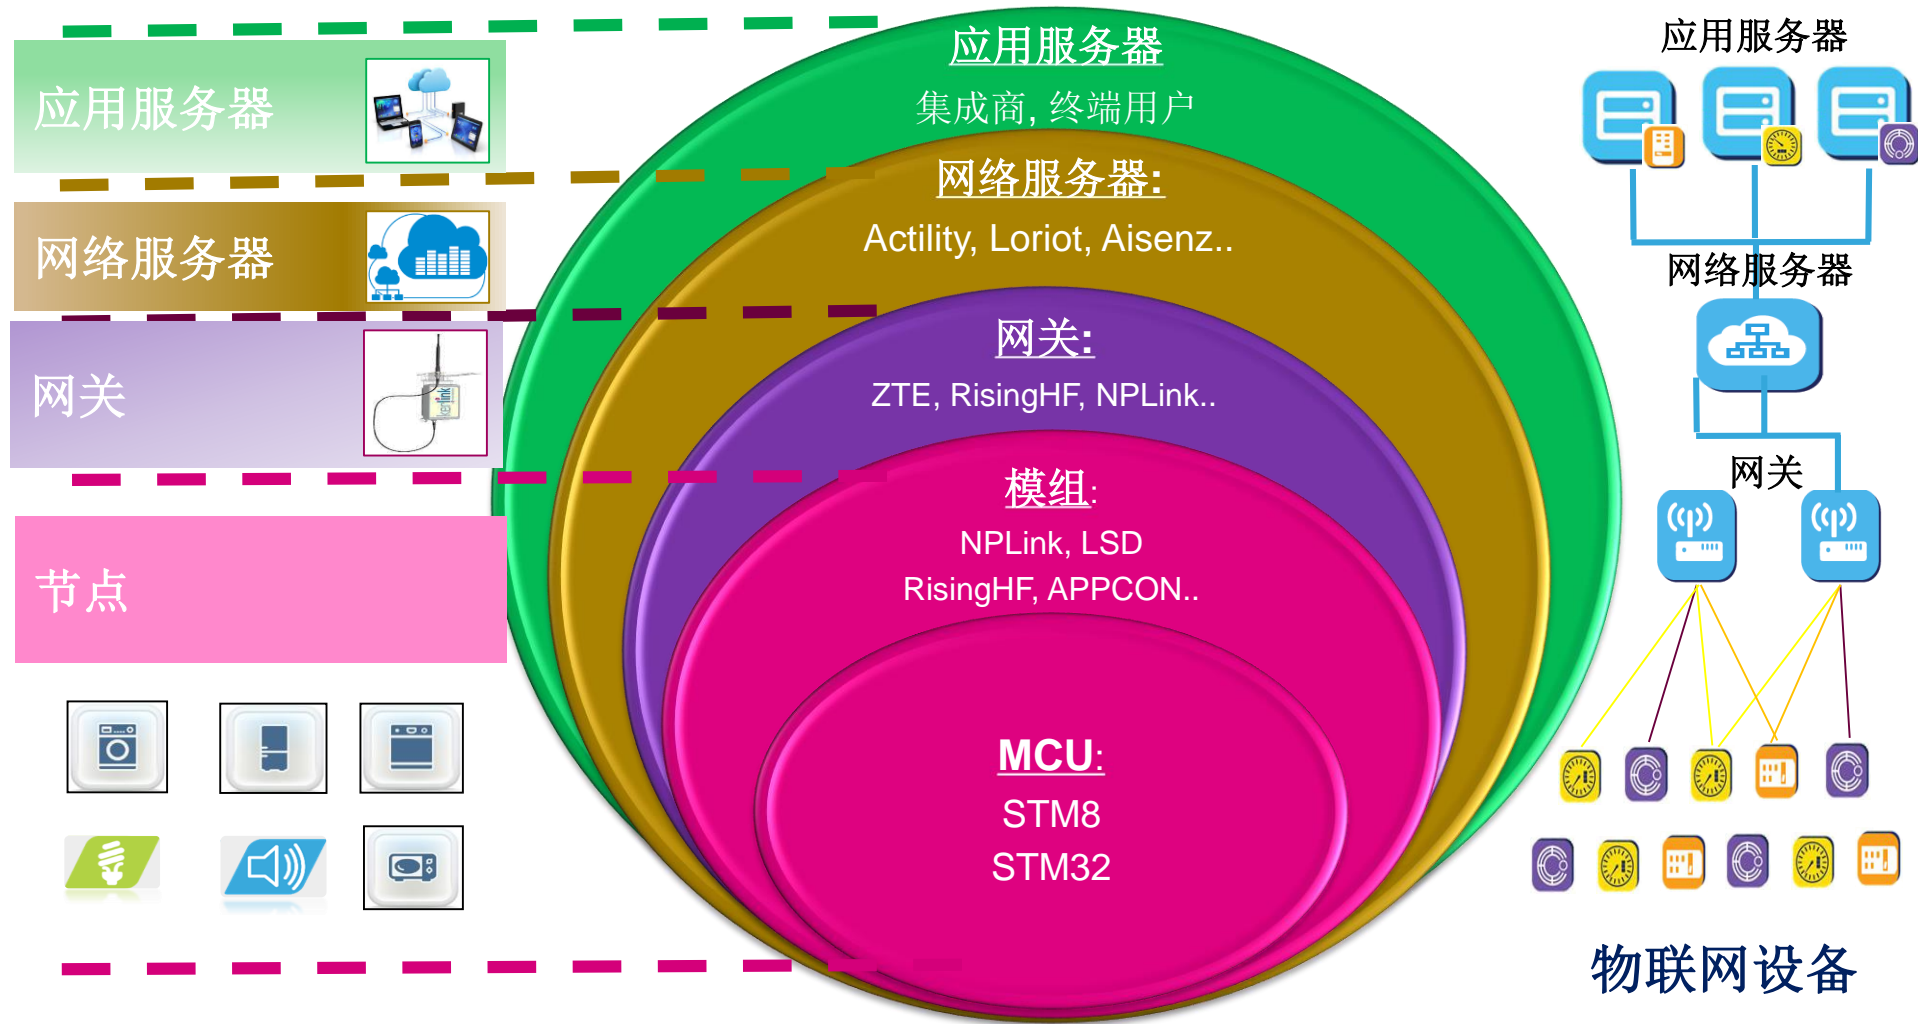 应用服务器
网络服务器
网关
节点
应用服务器
集成商, 终端用户
网络服务器:
Actility, Loriot, Aisenz..
网关:
ZTE, RisingHF, NPLink..
模组:
NPLink, LSD
RisingHF, APPCON..
MCU:
STM8
STM32
应用服务器
网络服务器
网关
物联网设备
kerlink